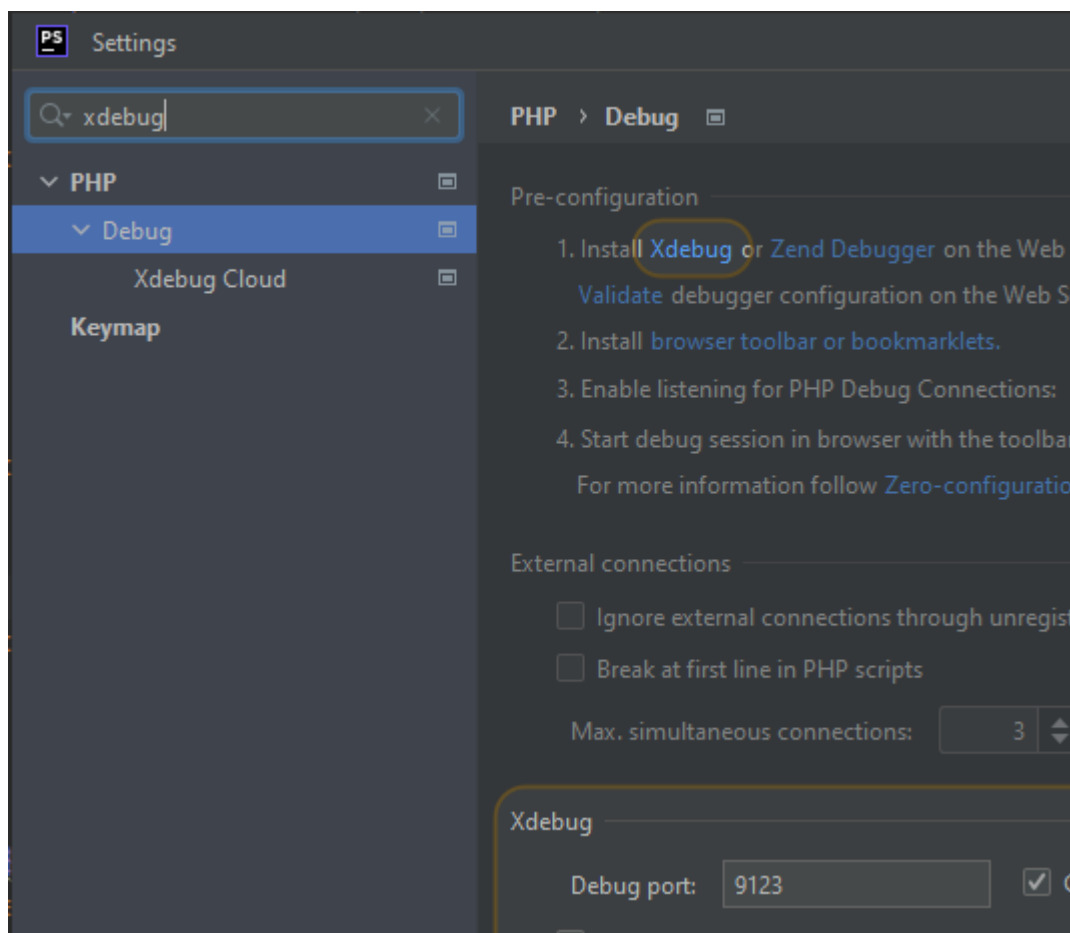 PS Settings
xdebug
PHP
Debug
Xdebug Cloud
Keymap
PHP › Debug
Pre-configuration
1. Install Xdebug or Zend Debugger on the Web
Validate debugger configuration on the Web S
2. Install browser toolbar or bookmarklets.
3. Enable listening for PHP Debug Connections:
4. Start debug session in browser with the toolbar
For more information follow Zero-configuratio
External connections
Ignore external connections through unregist
Break at first line in PHP scripts
Max. simultaneous connections: 3
Xdebug
Debug port: 9123